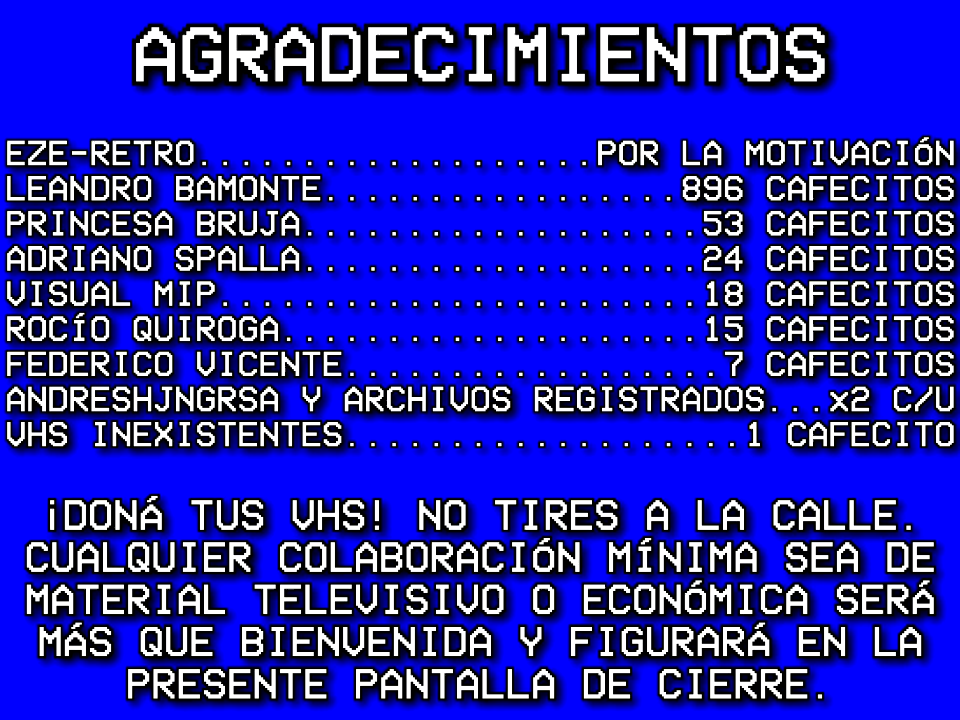 AGRADECIMIENTOS
EZE-RETRO...................POR LA MOTIVACIÓN
LEANDRO BAMONTE.................896 CAFECITOS
PRINCESA BRUJA...................53 CAFECITOS
ADRIANO SPALLA...................24 CAFECITOS
VISUAL MIP.......................18 CAFECITOS
ROCÍO QUIROGA....................15 CAFECITOS
FEDERICO VICENTE..................7 CAFECITOS
ANDRESHJNGRSA Y ARCHIVOS REGISTRADOS...x2 C/U
VHS INEXISTENTES...................1 CAFECITO
¡DONÁ TUS VHS! NO TIRES A LA CALLE.
CUALQUIER COLABORACIÓN MÍNIMA SEA DE
MATERIAL TELEVISIVO O ECONÓMICA SERÁ
MÁS QUE BIENVENIDA Y FIGURARÁ EN LA
PRESENTE PANTALLA DE CIERRE.